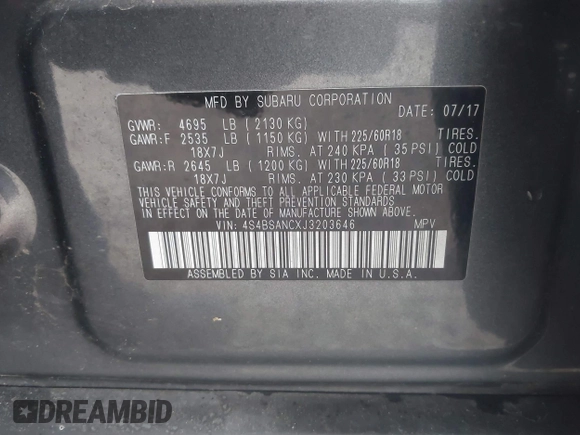 MFD BY SUBARU CORPORATION
DATE: 07/17
GVWR: 4695 LB ( 2130 KG)
GAWR:F 2535 LB ( 1150 KG) WITH 225/60R18 TIRES.
18X7J RIMS. AT 240 KPA ( 35 PSI) COLD
GAWR:R 2645 LB ( 1200 KG) WITH 225/60R18 TIRES.
18X7J RIMS. AT 230 KPA ( 33 PSI) COLD
THIS VEHICLE CONFORMS TO ALL APPLICABLE FEDERAL MOTOR
VEHICLE SAFETY AND THEFT PREVENTION STANDARDS
IN EFFECT ON THE DATE OF MANUFACTURE SHOWN ABOVE.
VIN: 4S4BSANCXJ3203646 MPV
ASSEMBLED BY SIA INC. MADE IN U.S.A.
DREAMBID